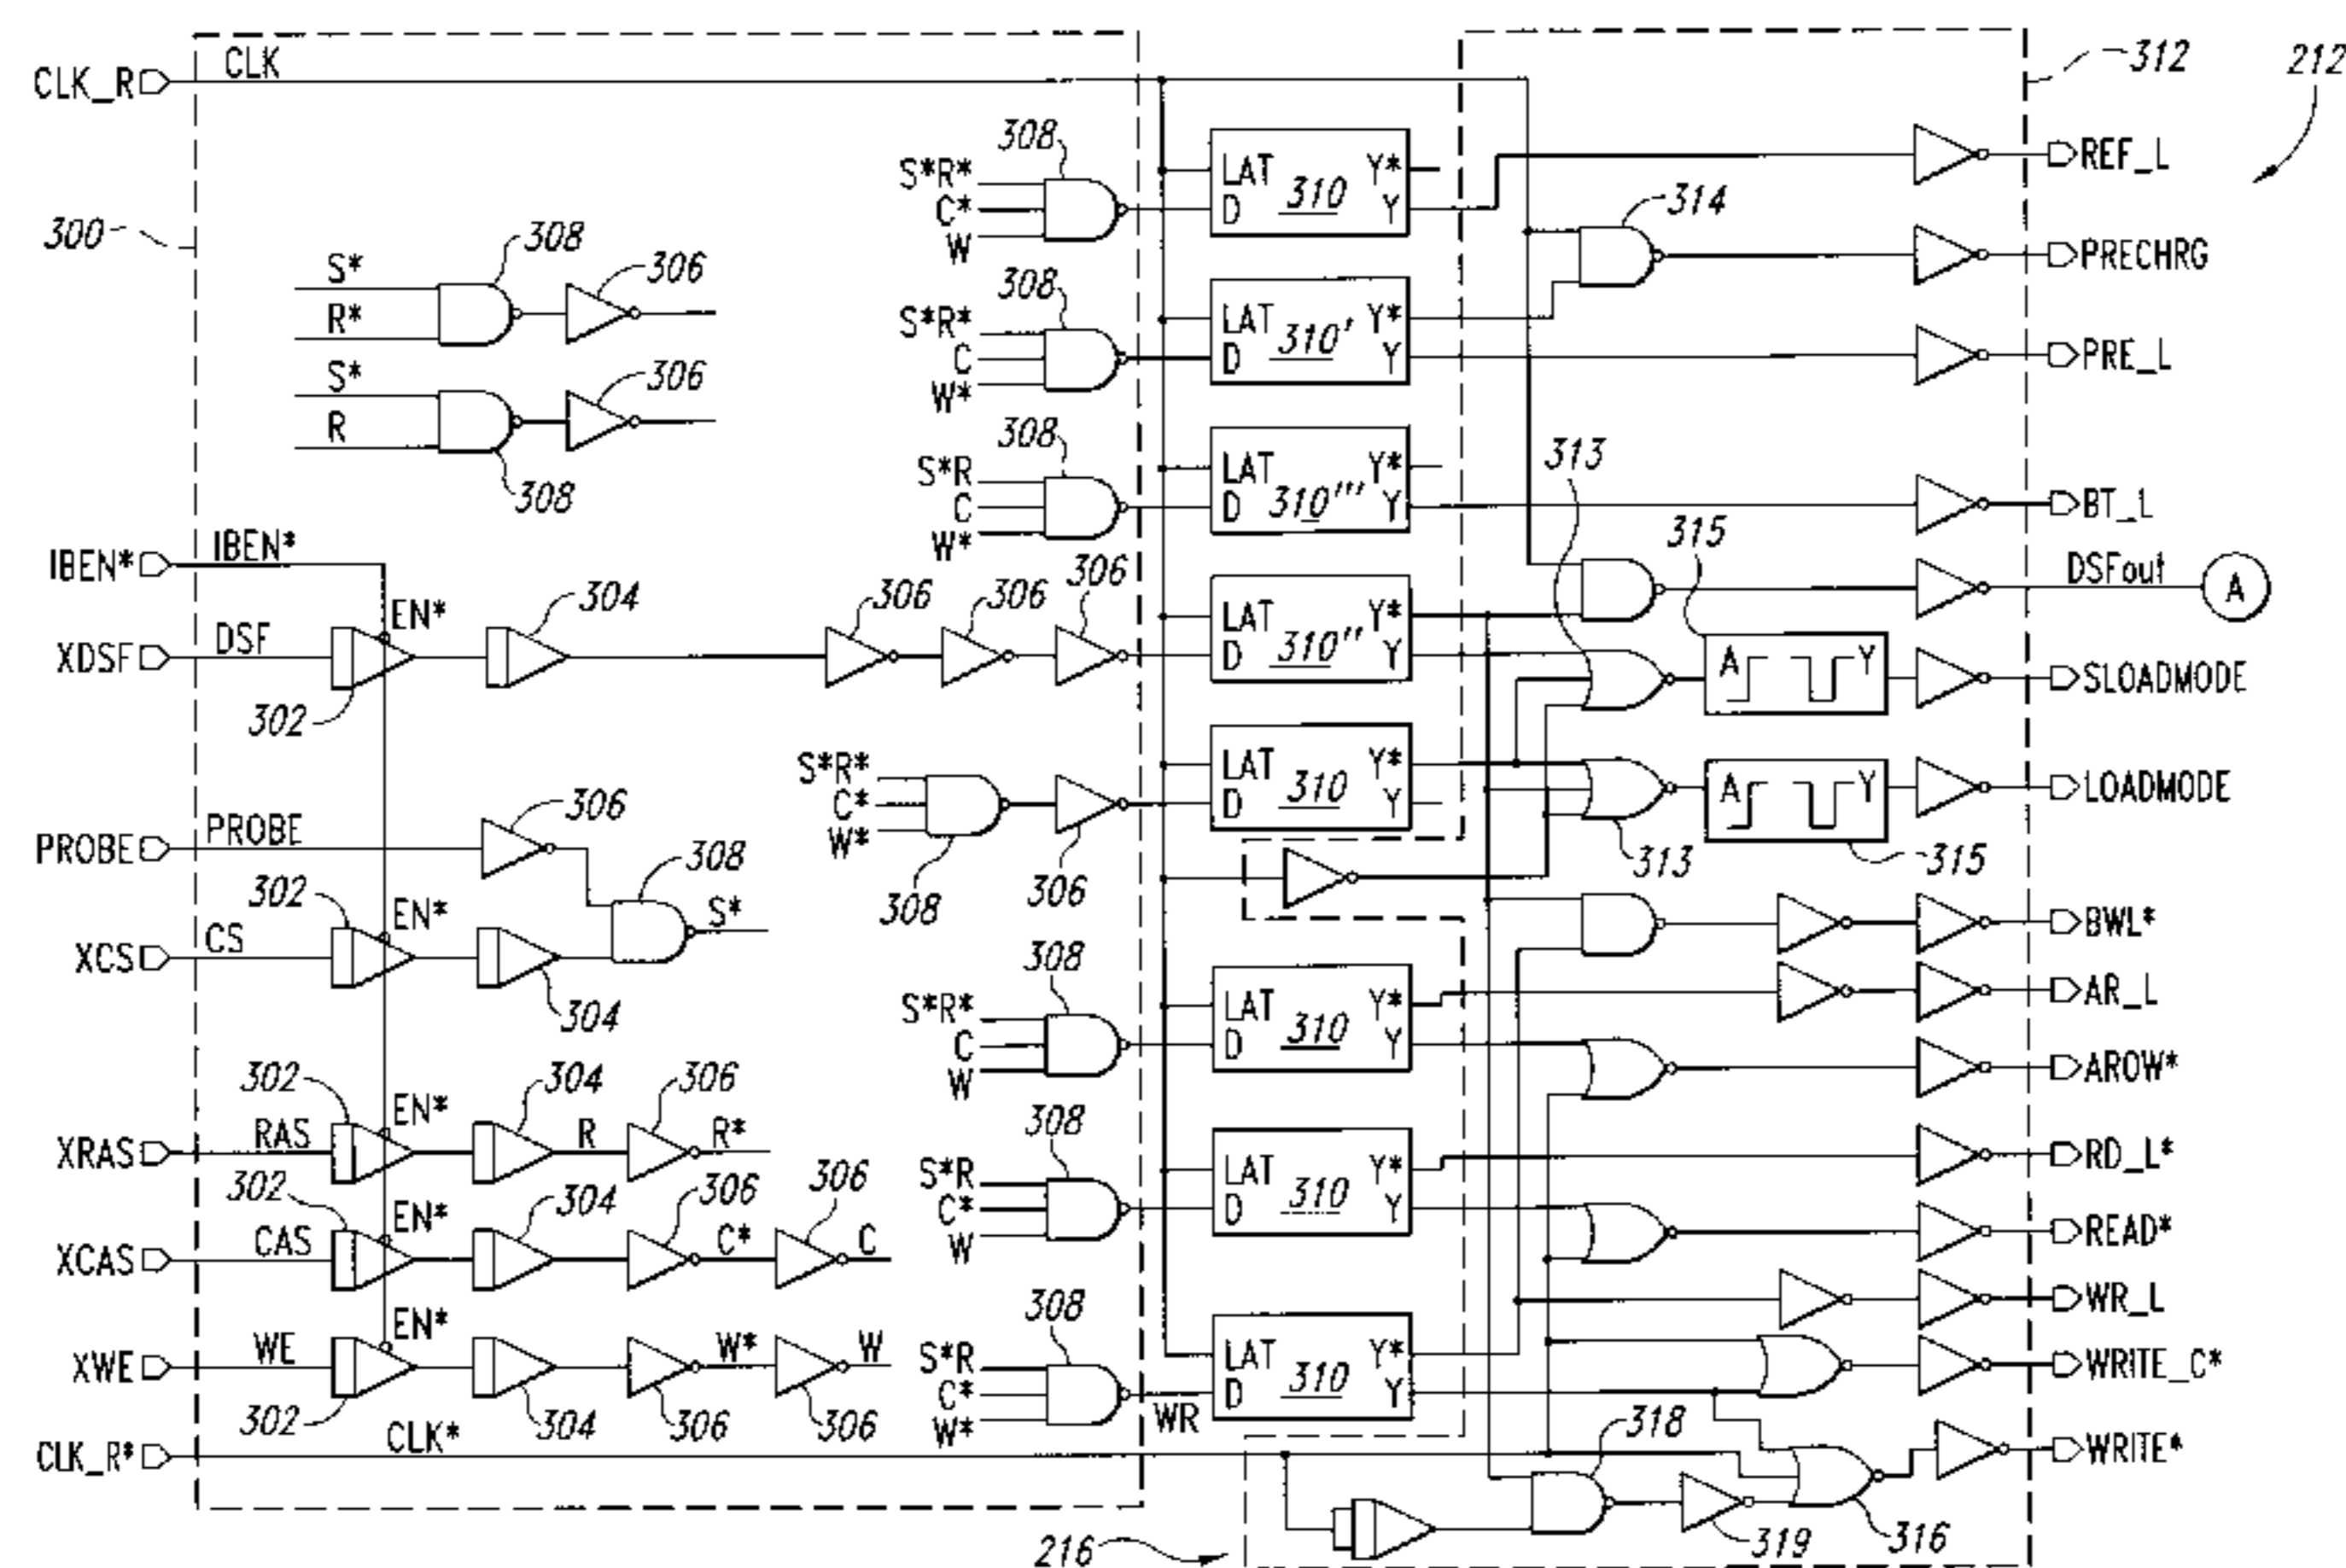 CLK_R
CLK
312
212
308
S*R*
C*
W
LAT Y*
D 310 Y
REF_L
300
S*
R*
308
306
314
PRECHRG
308
S*R*
C
W*
LAT Y*
D 310' Y
PRE_L
S*
R
306
308
308
S*R
C
W*
LAT Y*
D 310''' Y
313
315
BT_L
IBEN*
IBEN*
EN*
304
306
306
306
LAT Y*
D 310'' Y
DSFout
A
XDSF
DSF
302
A Y
SLOADMODE
S*R*
C*
W*
308
306
LAT Y*
D 310 Y
A Y
LOADMODE
313
315
PROBE
PROBE
306
308
S*
302
EN*
XCS
CS
304
BWL*
308
S*R*
C
W
LAT Y*
D 310 Y
AR_L
AROW*
302
EN*
304
306
XRAS
RAS
R
R*
308
S*R
C*
W
LAT Y*
D 310 Y
RD_L*
READ*
302
EN*
304
306
306
XCAS
CAS
C*
C
WR_L
308
S*R
C*
W*
WR
LAT Y*
D 310 Y
WRITE_C*
EN*
XWE
WE
W*
W
302
304
306
306
CLK_R*
CLK*
318
WRITE*
319
316
216